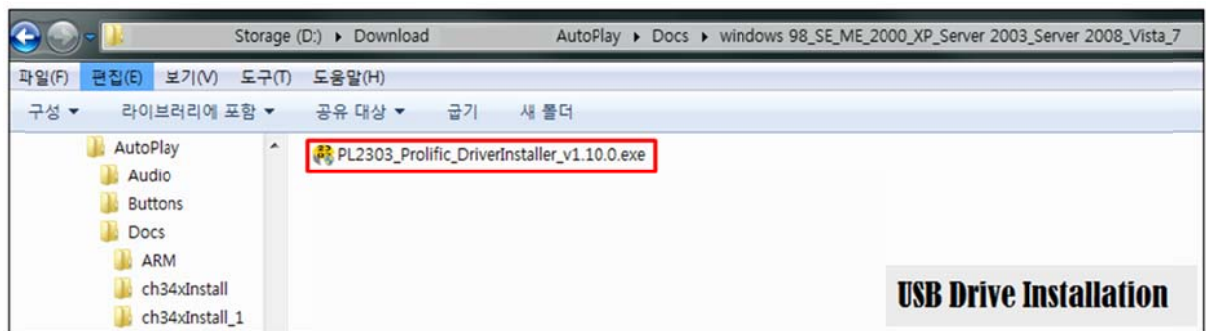 Storage (D:) ▸ Download AutoPlay ▸ Docs ▸ windows 98_SE_ME_2000_XP_Server 2003_Server 2008_Vista_7
파일(F) 편집(E) 보기(V) 도구(T) 도움말(H)
구성 ▼ 라이브러리에 포함 ▼ 공유 대상 ▼ 굽기 새 폴더
AutoPlay PL2303_Prolific_DriverInstaller_v1.10.0.exe
Audio
Buttons
Docs
ARM
ch34xInstall
ch34xInstall_1
USB Drive Installation